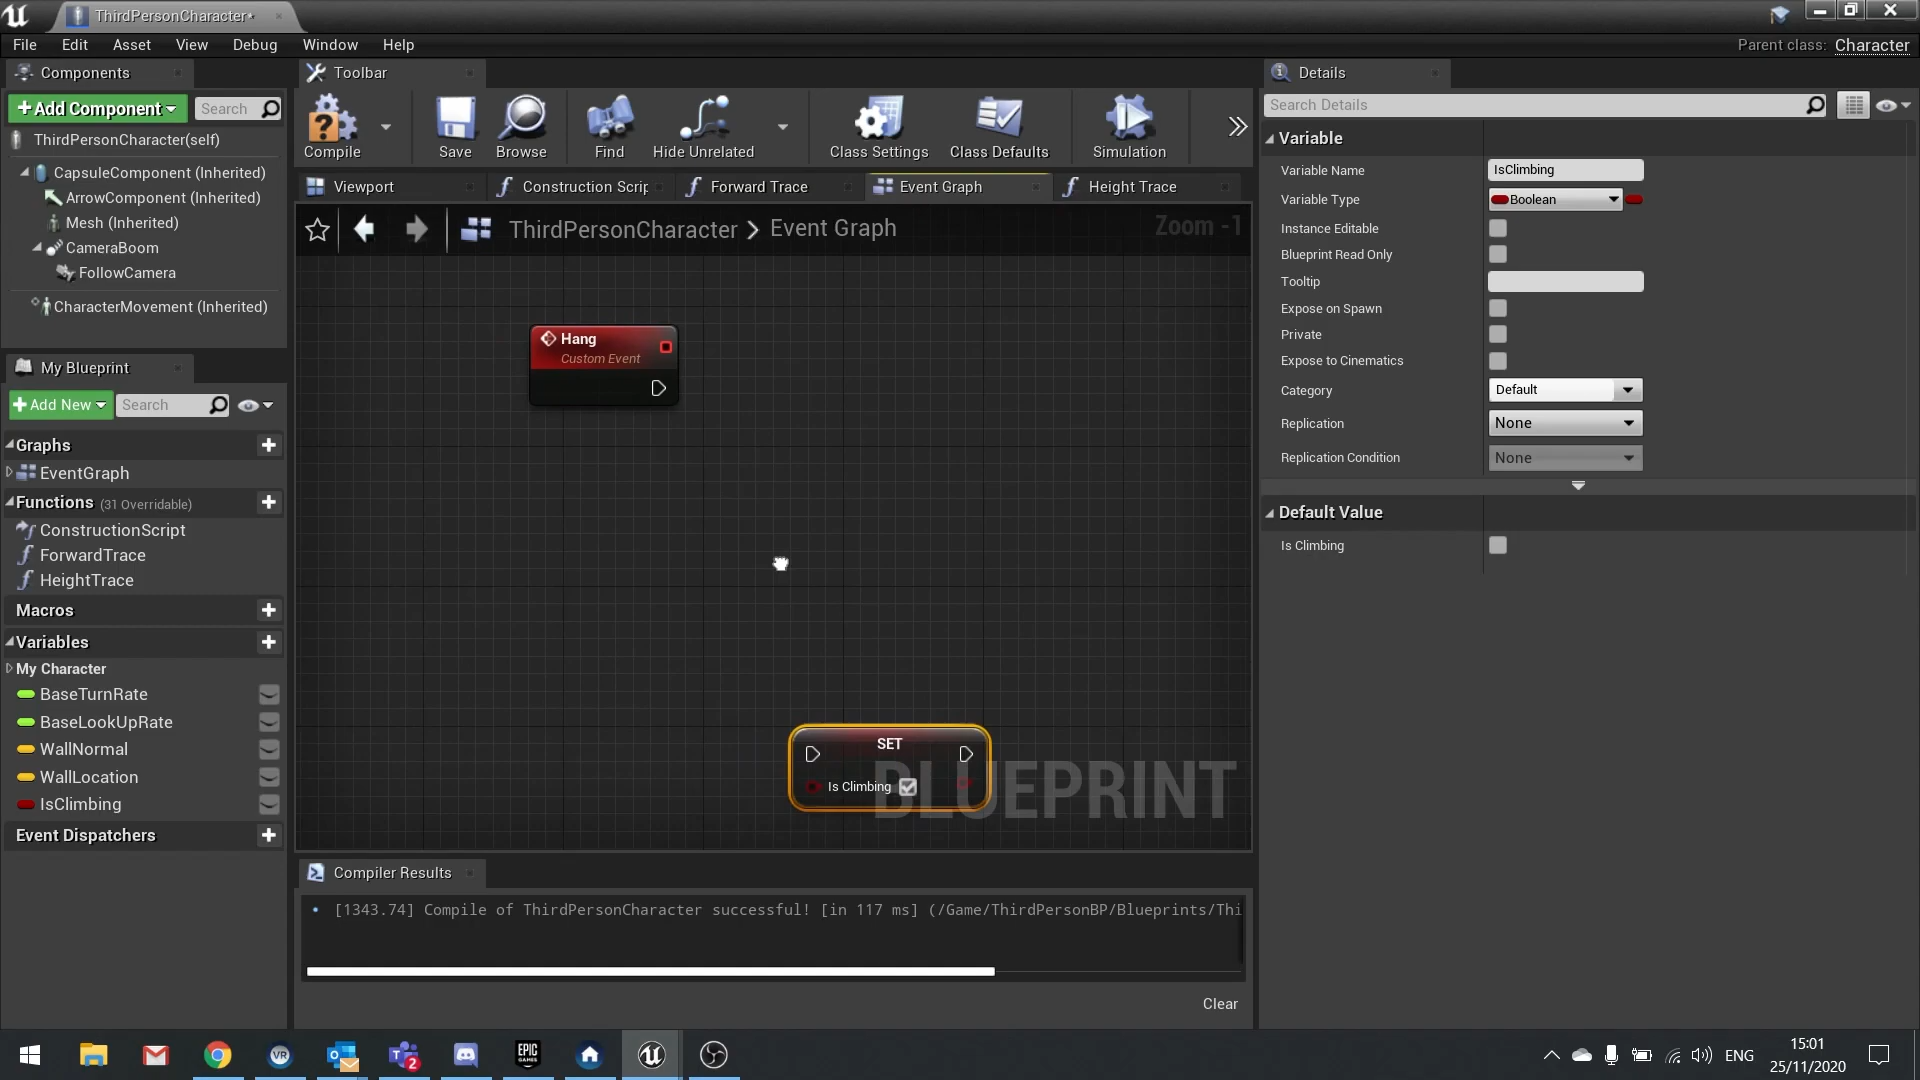 ThirdPersonCharacter*
File Edit Asset View Debug Window Help
Parent class: Character
Components
Add Component
Search
ThirdPersonCharacter(self)
CapsuleComponent (Inherited)
ArrowComponent (Inherited)
Mesh (Inherited)
CameraBoom
FollowCamera
CharacterMovement (Inherited)
My Blueprint
Add New
Search
Graphs
EventGraph
Functions (31 Overridable)
ConstructionScript
ForwardTrace
HeightTrace
Macros
Variables
My Character
BaseTurnRate
BaseLookUpRate
WallNormal
WallLocation
IsClimbing
Event Dispatchers
Toolbar
Compile Save Browse Find Hide Unrelated Class Settings Class Defaults Simulation
Viewport Construction Scrip Forward Trace Event Graph Height Trace
ThirdPersonCharacter > Event Graph
Zoom -1
Hang
Custom Event
SET
Is Climbing
BLUEPRINT
Compiler Results
[1343.74] Compile of ThirdPersonCharacter successful! [in 117 ms] (/Game/ThirdPersonBP/Blueprints/Thi
Clear
Details
Search Details
Variable
Variable Name IsClimbing
Variable Type Boolean
Instance Editable
Blueprint Read Only
Tooltip
Expose on Spawn
Private
Expose to Cinematics
Category Default
Replication None
Replication Condition None
Default Value
Is Climbing
VR
2
EPIC
GAMES
ENG
15:01
25/11/2020